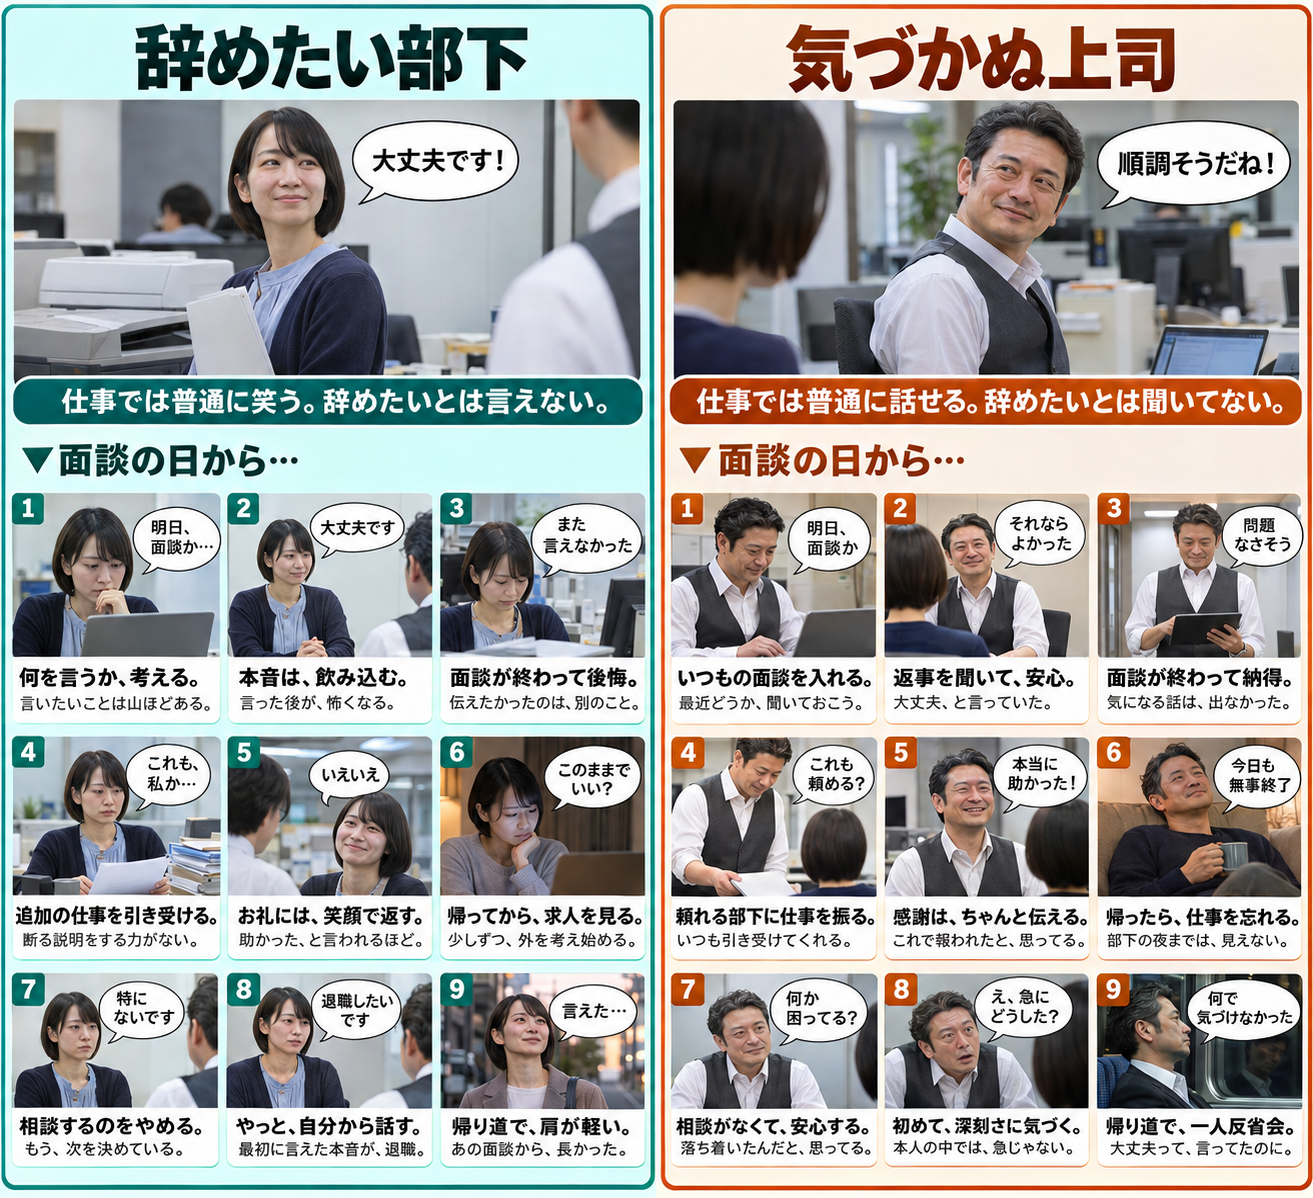 辞めたい部下
大丈夫です!
仕事では普通に笑う。辞めたいとは言えない。
▼面談の日から…
1
明日、
面談か…
何を言うか、考える。
言いたいことは山ほどある。
2
大丈夫です
本音は、飲み込む。
言った後が、怖くなる。
3
また
言えなかった
面談が終わって後悔。
伝えたかったのは、別のこと。
4
これも、
私か…
追加の仕事を引き受ける。
断る説明をする力がない。
5
いえいえ
お礼には、笑顔で返す。
助かった、と言われるほど。
6
このままで
いい?
帰ってから、求人を見る。
少しずつ、外を考え始める。
7
特に
ないです
相談するのをやめる。
もう、次を決めている。
8
退職したい
です
やっと、自分から話す。
最初に言えた本音が、退職。
9
言えた…
帰り道で、肩が軽い。
あの面談から、長かった。
気づかぬ上司
順調そうだね!
仕事では普通に話せる。辞めたいとは聞いてない。
▼面談の日から…
1
明日、
面談か
いつもの面談を入れる。
最近どうか、聞いておこう。
2
それなら
よかった
返事を聞いて、安心。
大丈夫、と言っていた。
3
問題
なさそう
面談が終わって納得。
気になる話は、出なかった。
4
これも
頼める?
頼れる部下に仕事を振る。
いつも引き受けてくれる。
5
本当に
助かった!
感謝は、ちゃんと伝える。
これで報われたと、思ってる。
6
今日も
無事終了
帰ったら、仕事を忘れる。
部下の夜までは、見えない。
7
何か
困ってる?
相談がなくて、安心する。
落ち着いたんだと、思ってる。
8
え、急に
どうした?
初めて、深刻さに気づく。
本人の中では、急じゃない。
9
何で
気づけなかった
帰り道で、一人反省会。
大丈夫って、言ってたのに。